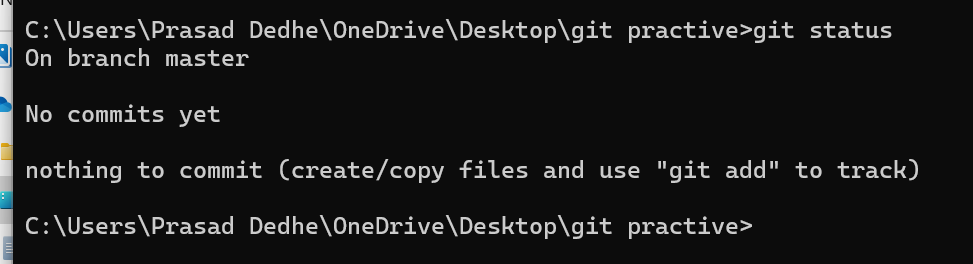 C:\Users\Prasad Dedhe\OneDrive\Desktop\git practive>git status
On branch master
No commits yet
nothing to commit (create/copy files and use "git add" to track)
C:\Users\Prasad Dedhe\OneDrive\Desktop\git practive>